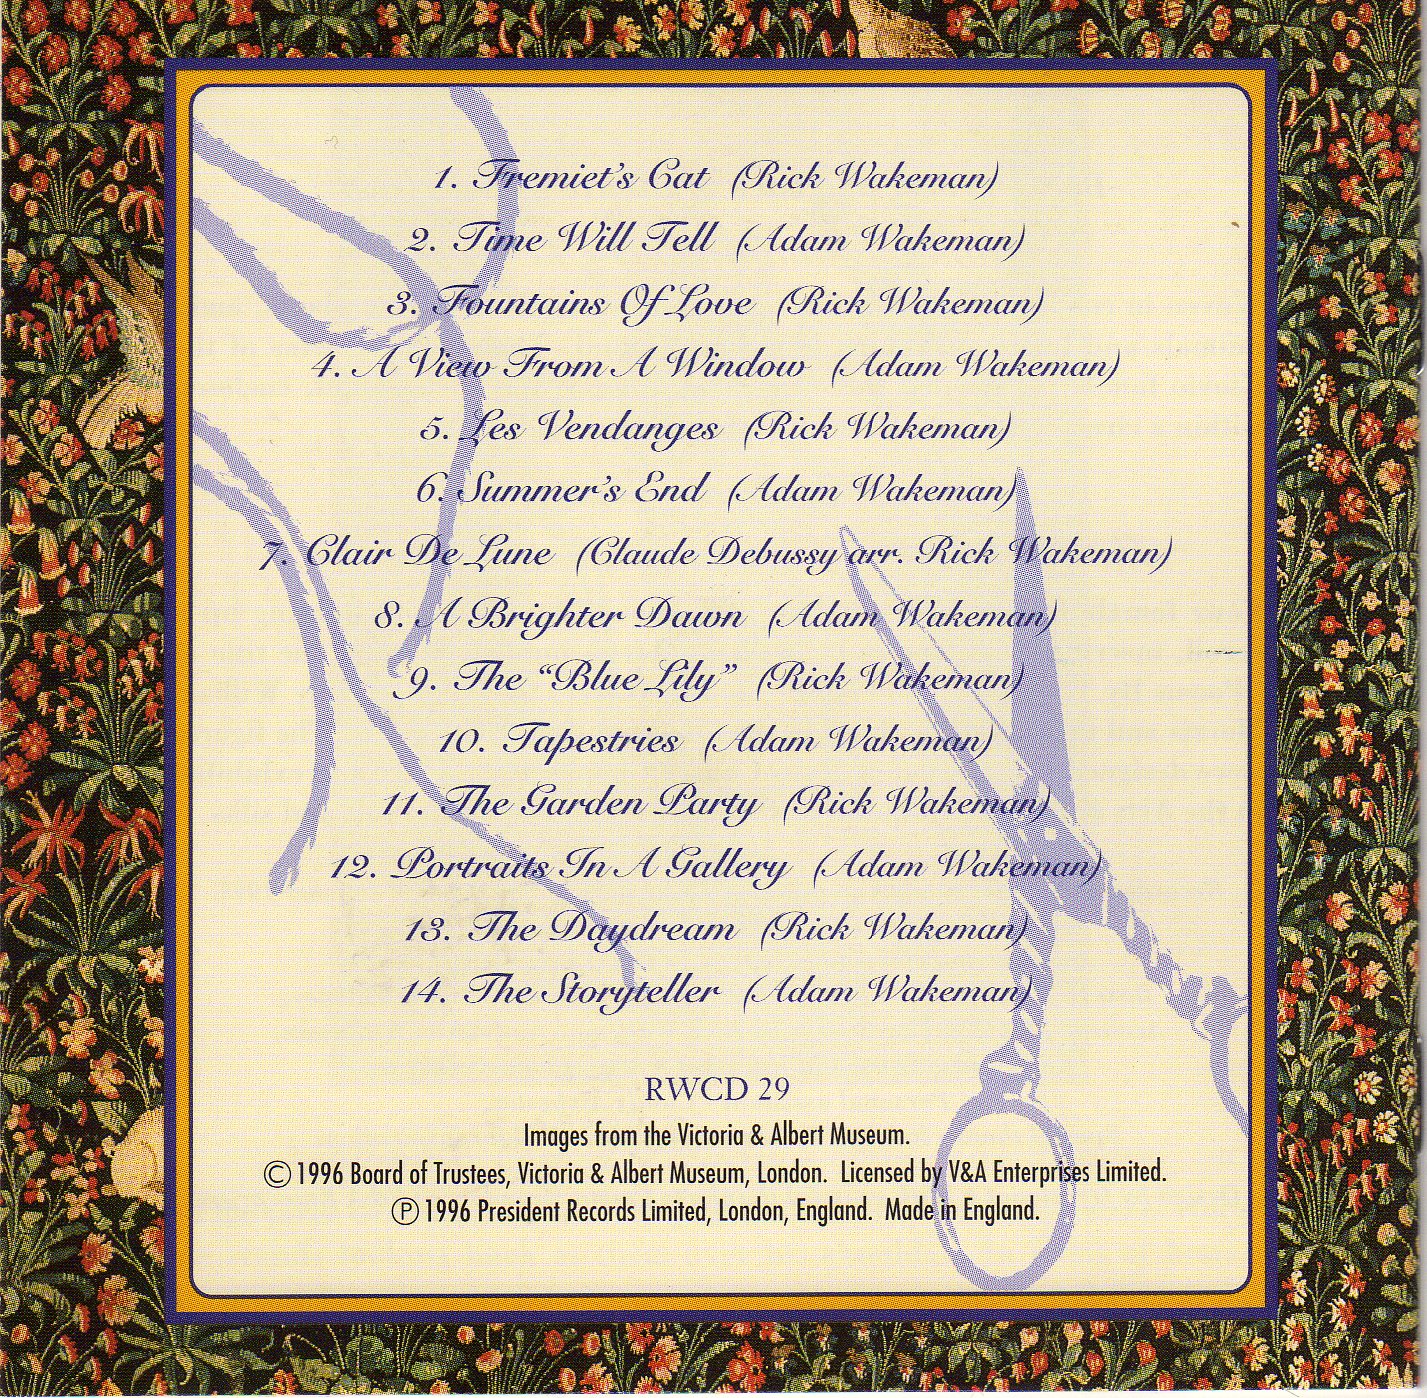 1. Fremiet's Cat (Rick Wakeman)
2. Time Will Tell (Adam Wakeman)
3. Fountains Of Love (Rick Wakeman)
4. A View From A Window (Adam Wakeman)
5. Les Vendanges (Rick Wakeman)
6. Summer's End (Adam Wakeman)
7. Clair De Lune (Claude Debussy arr. Rick Wakeman)
8. A Brighter Dawn (Adam Wakeman)
9. The “Blue Lily” (Rick Wakeman)
10. Tapestries (Adam Wakeman)
11. The Garden Party (Rick Wakeman)
12. Portraits In A Gallery (Adam Wakeman)
13. The Daydream (Rick Wakeman)
14. The Storyteller (Adam Wakeman)
RWCD 29
Images from the Victoria & Albert Museum.
© 1996 Board of Trustees, Victoria & Albert Museum, London. Licensed by V&A Enterprises Limited.
℗ 1996 President Records Limited, London, England. Made in England.